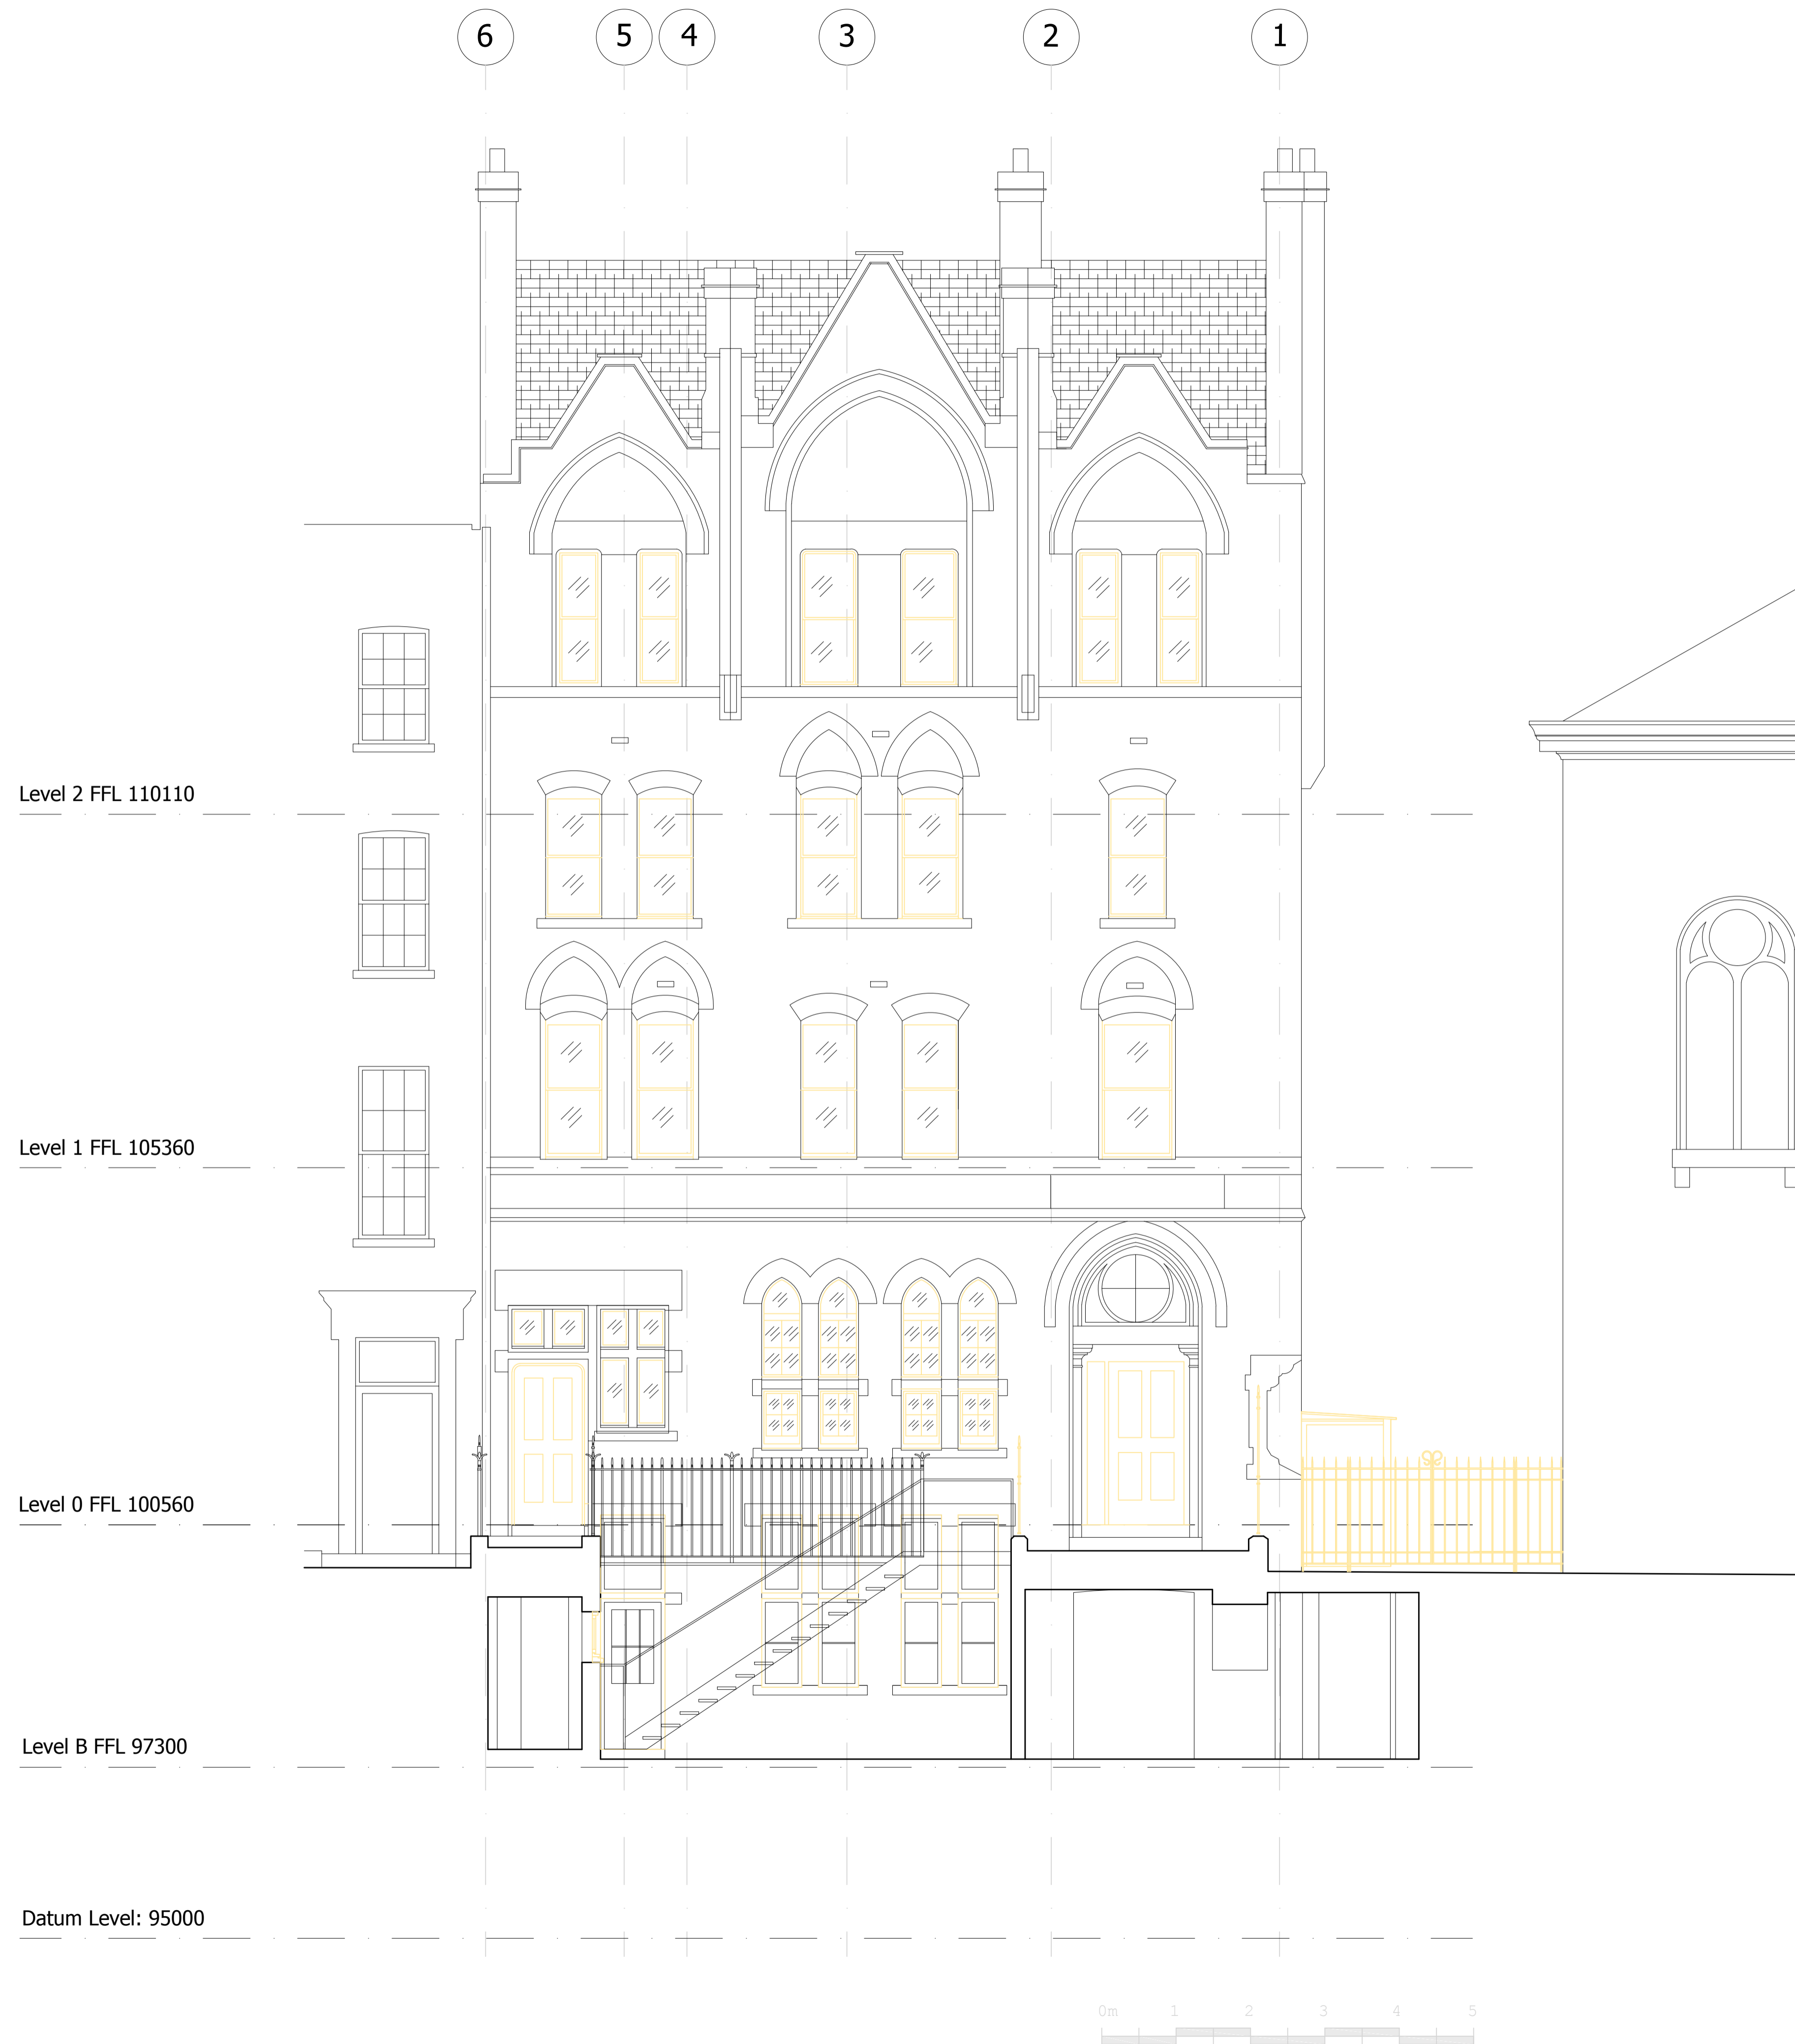 6 5 4 3 2 1
Level 2 FFL 110110
Level 1 FFL 105360
Level 0 FFL 100560
Level B FFL 97300
Datum Level: 95000
0m 1 2 3 4 5